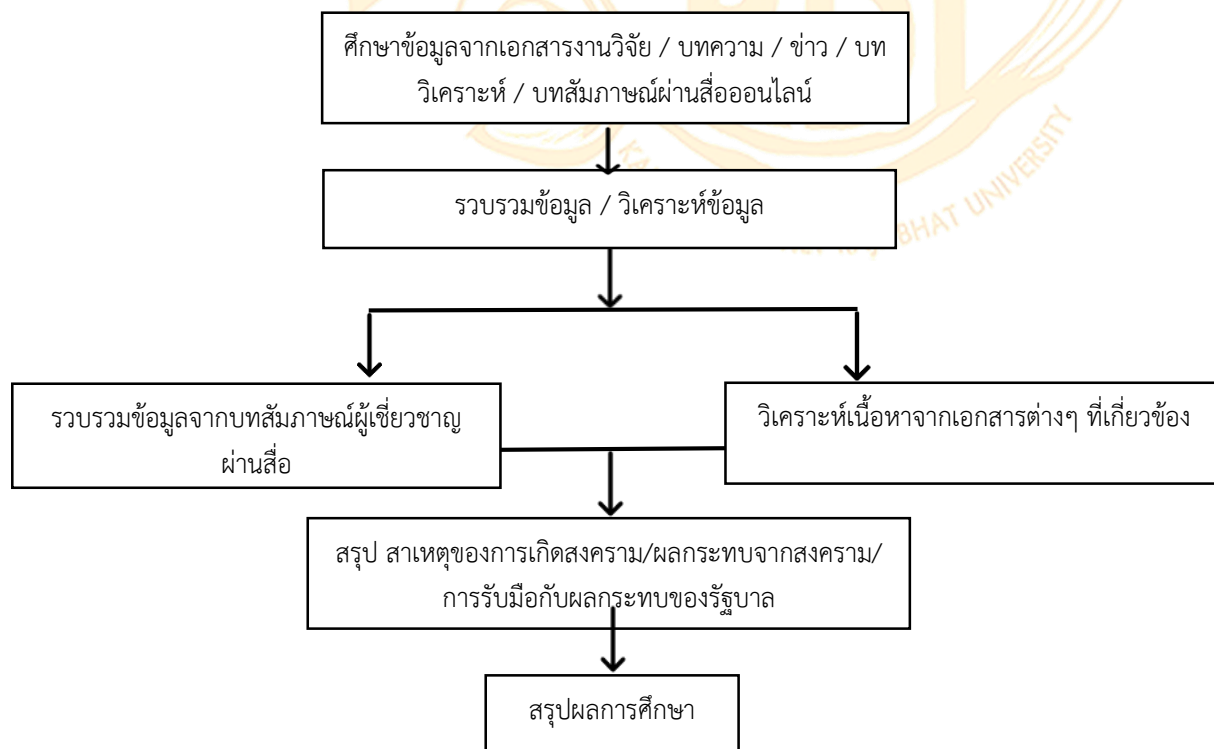 ศึกษาข้อมูลจากเอกสารงานวิจัย / บทความ / ข่าว / บท
วิเคราะห์ / บทสัมภาษณ์ผ่านสื่อออนไลน์
รวบรวมข้อมูล / วิเคราะห์ข้อมูล
BHAT UNIVERSITY
รวบรวมข้อมูลจากบทสัมภาษณ์ผู้เชี่ยวชาญ
ผ่านสื่อ
วิเคราะห์เนื้อหาจากเอกสารต่างๆ ที่เกี่ยวข้อง
สรุป สาเหตุของการเกิดสงคราม/ผลกระทบจากสงคราม/
การรับมือกับผลกระทบของรัฐบาล
สรุปผลการศึกษา